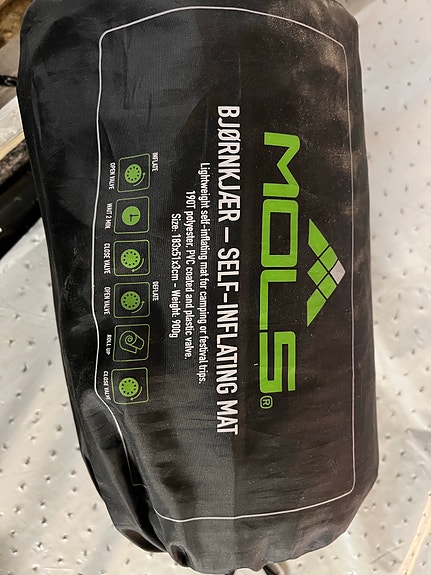 MOLS®
BJØRNKJÆR – SELF-INFLATING MAT
Lightweight self-inflating mat for camping or festival trips.
190T polyester, PVC coated and plastic valve.
Size: 183x51x3cm – Weight: 900g
INFLATE
DEFLATE
OPEN VALVE
WAIT 2 MIN.
CLOSE VALVE
OPEN VALVE
ROLL UP
CLOSE VALVE